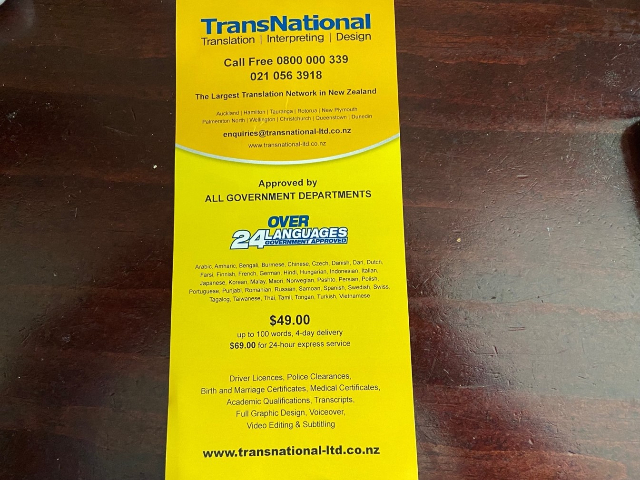 TransNational
Translation | Interpreting | Design
Call Free 0800 000 339
021 056 3918
The Largest Translation Network in New Zealand
Auckland | Hamilton | Tauranga | Rotorua | New Plymouth
Palmerston North | Wellington | Christchurch | Queenstown | Dunedin
enquiries@transnational-ltd.co.nz
www.transnational-ltd.co.nz
Approved by
ALL GOVERNMENT DEPARTMENTS
OVER
24 LANGUAGES
GOVERNMENT APPROVED
Arabic, Amharic, Bengali, Burmese, Chinese, Czech, Danish, Dari, Dutch,
Farsi, Finnish, French, German, Hindi, Hungarian, Indonesian, Italian,
Japanese, Korean, Malay, Maori, Norwegian, Pashto, Persian, Polish,
Portuguese, Punjabi, Romanian, Russian, Samoan, Spanish, Swedish, Swiss,
Tagalog, Taiwanese, Thai, Tamil, Tongan, Turkish, Vietnamese
$49.00
up to 100 words, 4-day delivery
$69.00 for 24-hour express service
Driver Licences, Police Clearances,
Birth and Marriage Certificates, Medical Certificates,
Academic Qualifications, Transcripts,
Full Graphic Design, Voiceover,
Video Editing & Subtitling
www.transnational-ltd.co.nz